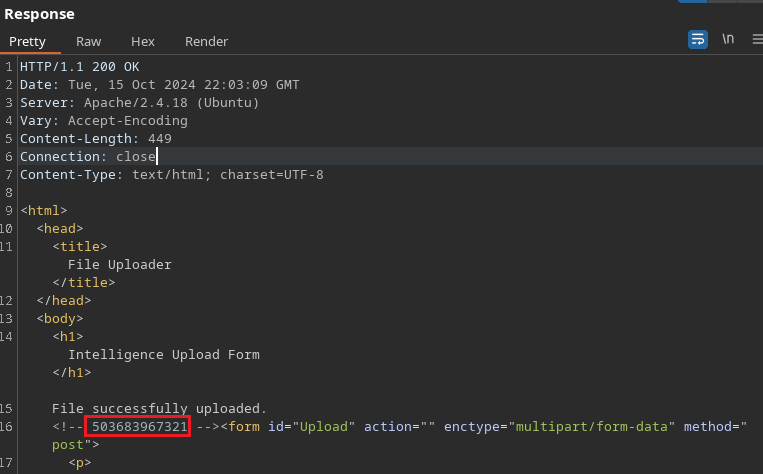 Response
Pretty Raw Hex Render \n
1 HTTP/1.1 200 OK
2 Date: Tue, 15 Oct 2024 22:03:09 GMT
3 Server: Apache/2.4.18 (Ubuntu)
4 Vary: Accept-Encoding
5 Content-Length: 449
6 Connection: close
7 Content-Type: text/html; charset=UTF-8
8
9 <html>
10 <head>
11 <title>
File Uploader
</title>
12 </head>
13 <body>
14 <h1>
Intelligence Upload Form
</h1>
15 File successfully uploaded.
16 <!-- 503683967321 --><form id="Upload" action="" enctype="multipart/form-data" method="
post">
17 <p>